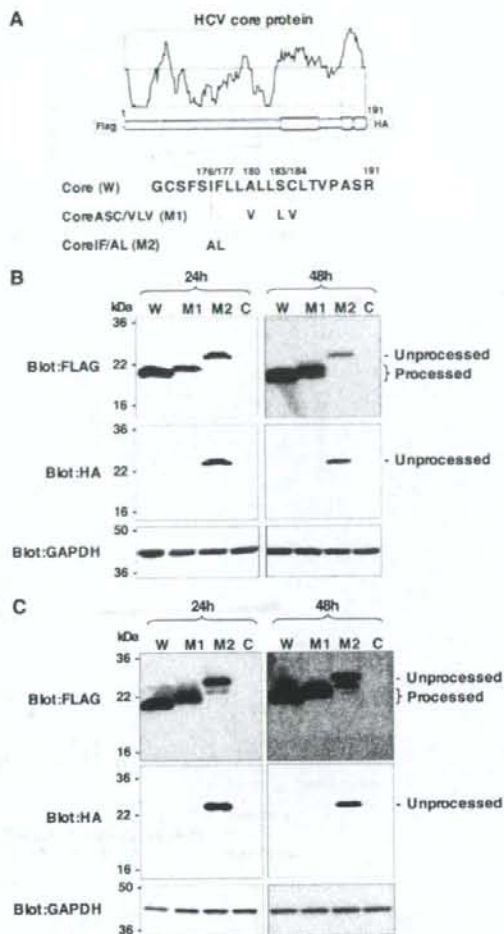 A
HCV core protein
1
191
Flag
HA
176/177 180 183/184 191
Core (W) GCSFSIFLLALLSCLTVPASR
CoreASC/VLV (M1) V LV
CoreIF/AL (M2) AL
B
24h 48h
kDa W M1 M2 C W M1 M2 C
36 -
Blot:FLAG
22 -
16 -
- Unprocessed
} Processed
36 -
Blot:HA
22 -
16 -
- Unprocessed
50 -
Blot:GAPDH
36 -
C
24h 48h
kDa W M1 M2 C W M1 M2 C
36 -
Blot:FLAG
22 -
16 -
- Unprocessed
} Processed
36 -
Blot:HA
22 -
16 -
- Unprocessed
50 -
Blot:GAPDH
36 -